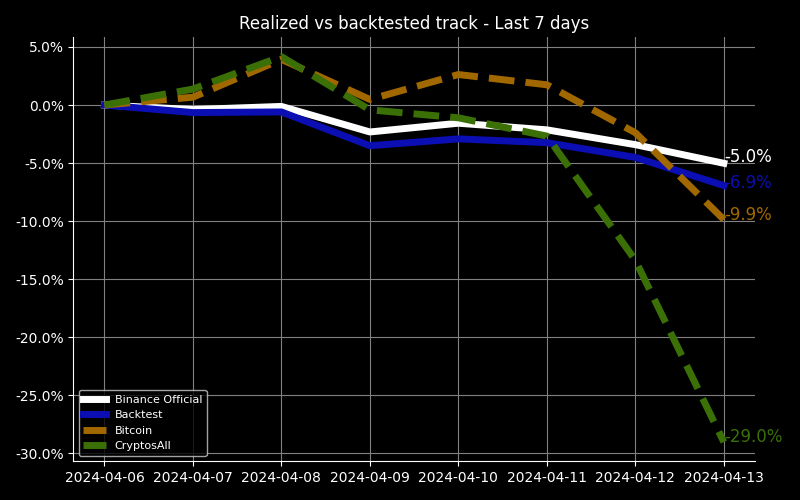 Realized vs backtested track - Last 7 days
5.0%
0.0%
-5.0%
-10.0%
-15.0%
-20.0%
-25.0%
-30.0%
-5.0%
-6.9%
-9.9%
-29.0%
Binance Official
Backtest
Bitcoin
CryptosAll
2024-04-06 2024-04-07 2024-04-08 2024-04-09 2024-04-10 2024-04-11 2024-04-12 2024-04-13